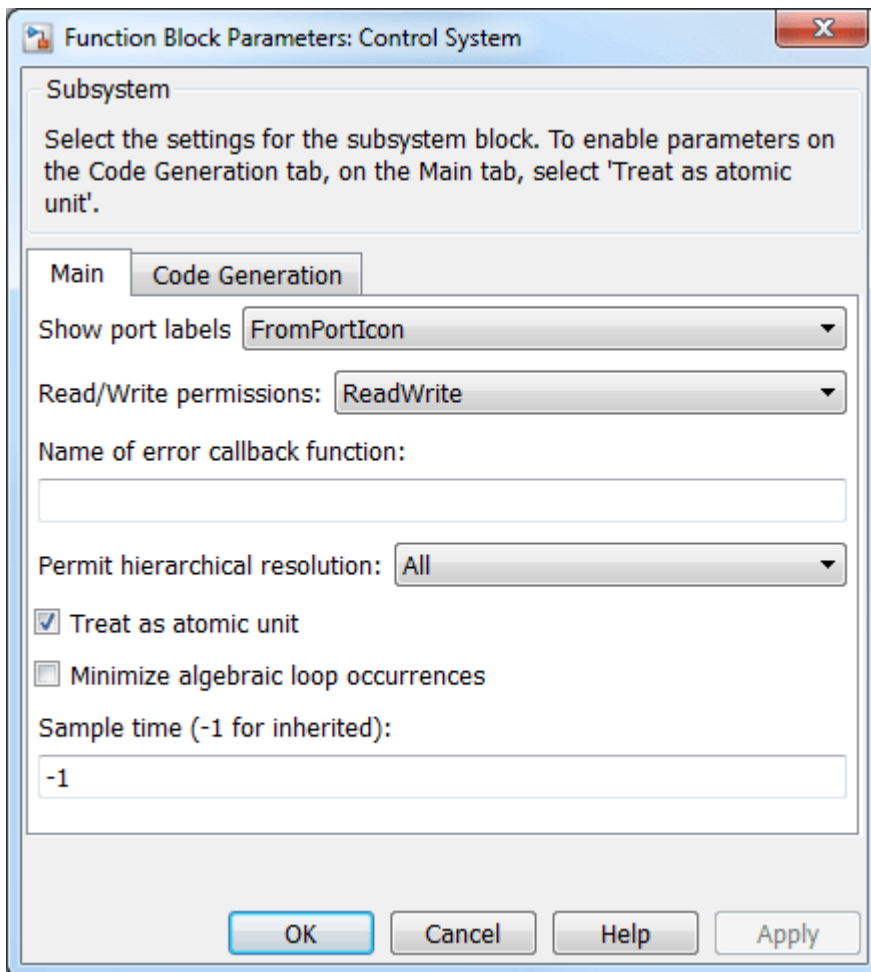 Function Block Parameters: Control System
Subsystem
Select the settings for the subsystem block. To enable parameters on
the Code Generation tab, on the Main tab, select 'Treat as atomic
unit'.
Main Code Generation
Show port labels FromPortIcon
Read/Write permissions: ReadWrite
Name of error callback function:
Permit hierarchical resolution: All
Treat as atomic unit
Minimize algebraic loop occurrences
Sample time (-1 for inherited):
-1
OK Cancel Help Apply